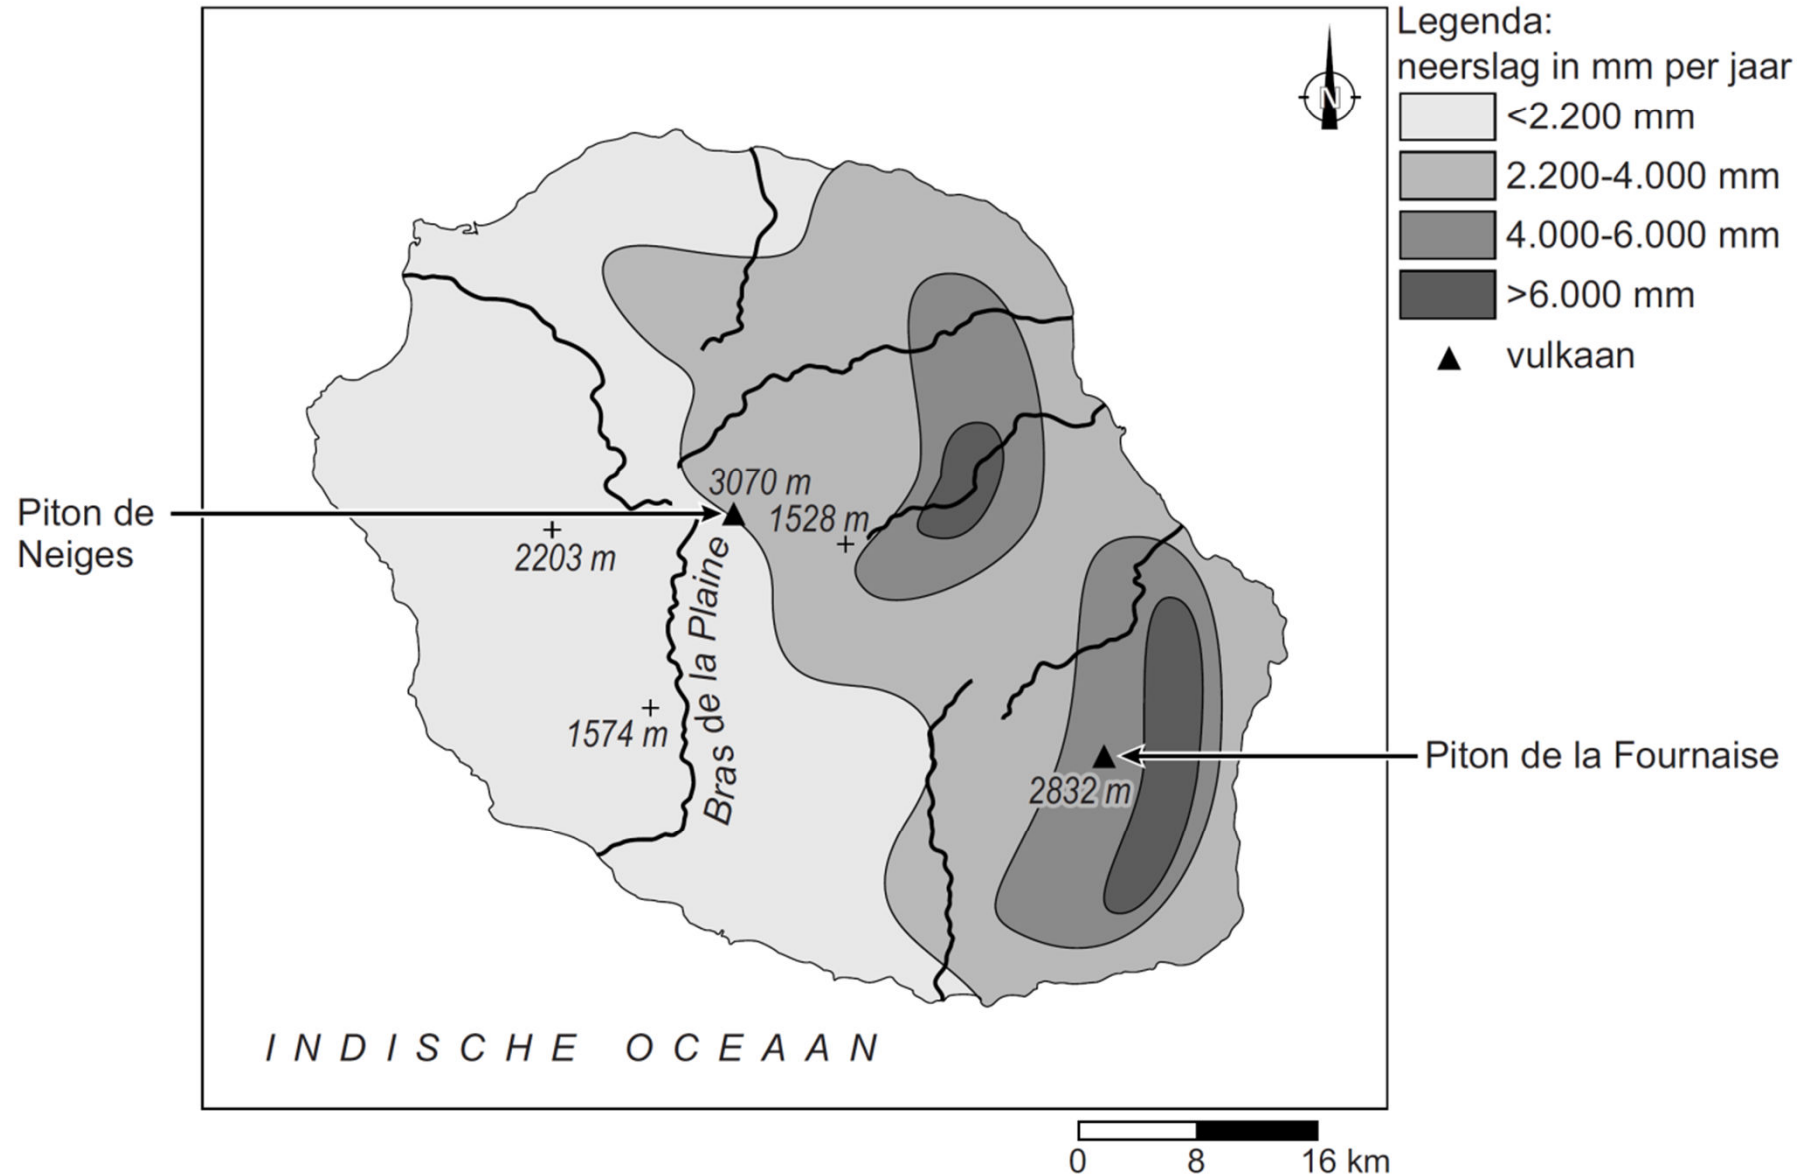 Legenda:
neerslag in mm per jaar
<2.200 mm
2.200-4.000 mm
4.000-6.000 mm
>6.000 mm
vulkaan
N
3070 m
1528 m
Piton de
Neiges
2203 m
Bras de la Plaine
1574 m
Piton de la Fournaise
2832 m
INDISCHE OCEAAN
0 8 16 km